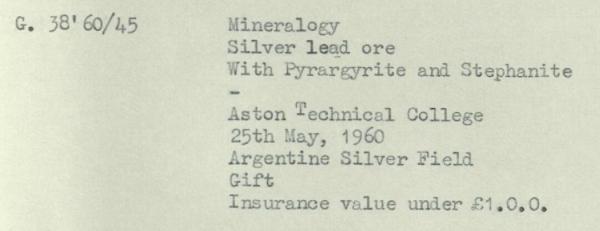 G. 38'60/45 Mineralogy
Silver lead ore
With Pyrargyrite and Stephanite
-
Aston Technical College
25th May, 1960
Argentine Silver Field
Gift
Insurance value under £1.0.0.